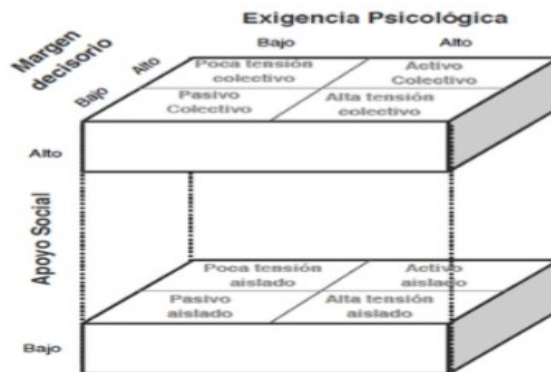 Exigencia Psicológica
Bajo
Alto
Margen
decisorio
Bajo
Alto
Poca tensión
colectivo
Activo
Colectivo
Pasivo
Colectivo
Alta tensión
colectivo
Alto
Apoyo Social
Poca tensión
aislado
Activo
aislado
Pasivo
aislado
Alta tensión
aislado
Bajo